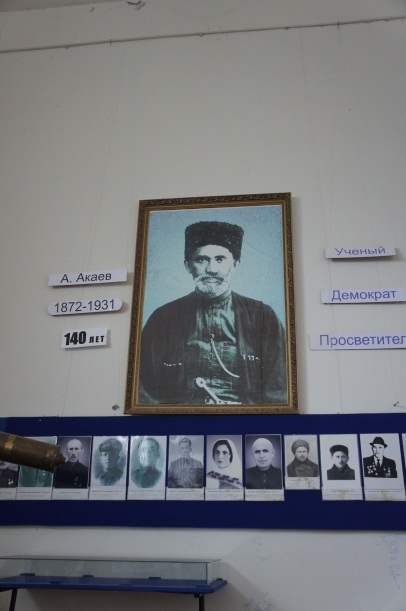 А. Акаев
1872-1931
140 ЛЕТ
Ученый
Демократ
Просветител